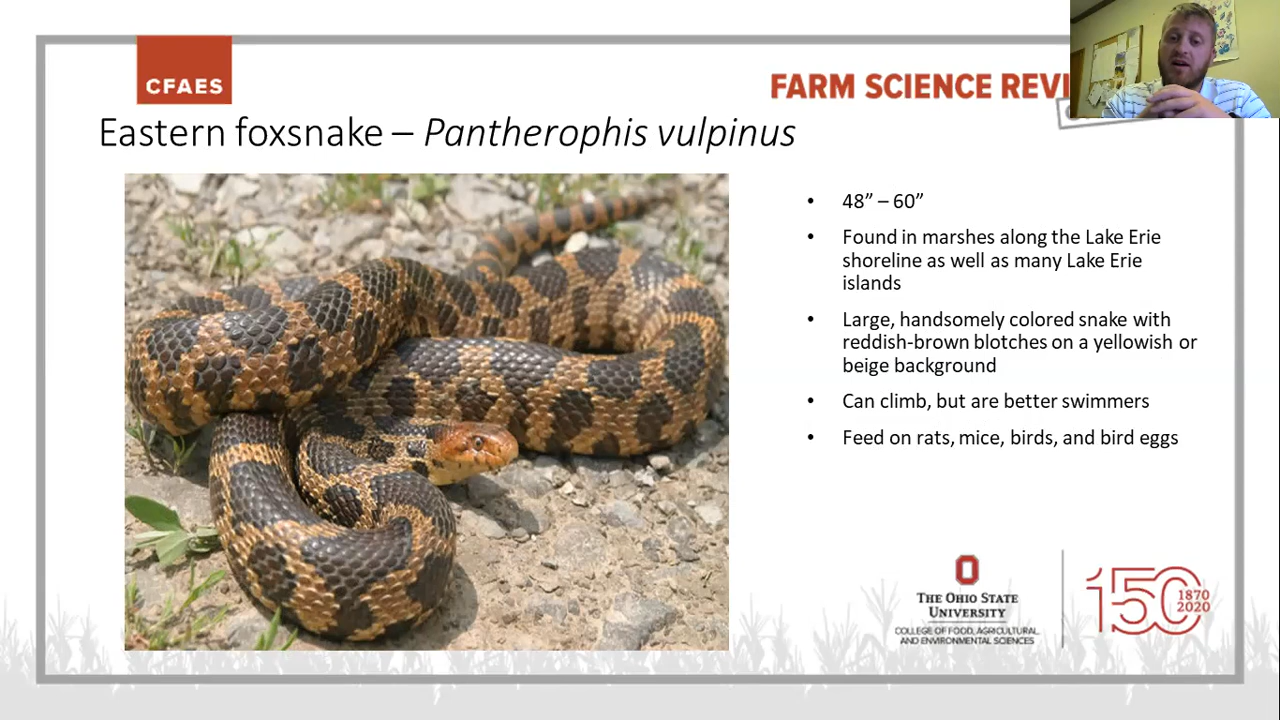 CFAES
FARM SCIENCE
Eastern foxsnake – Pantherophis vulpinus
• 48” – 60”
• Found in marshes along the Lake Erie
shoreline as well as many Lake Erie
islands
• Large, handsomely colored snake with
reddish-brown blotches on a yellowish or
beige background
• Can climb, but are better swimmers
• Feed on rats, mice, birds, and bird eggs
THE OHIO STATE
UNIVERSITY
COLLEGE OF FOOD, AGRICULTURAL,
AND ENVIRONMENTAL SCIENCES
150
1870
2020